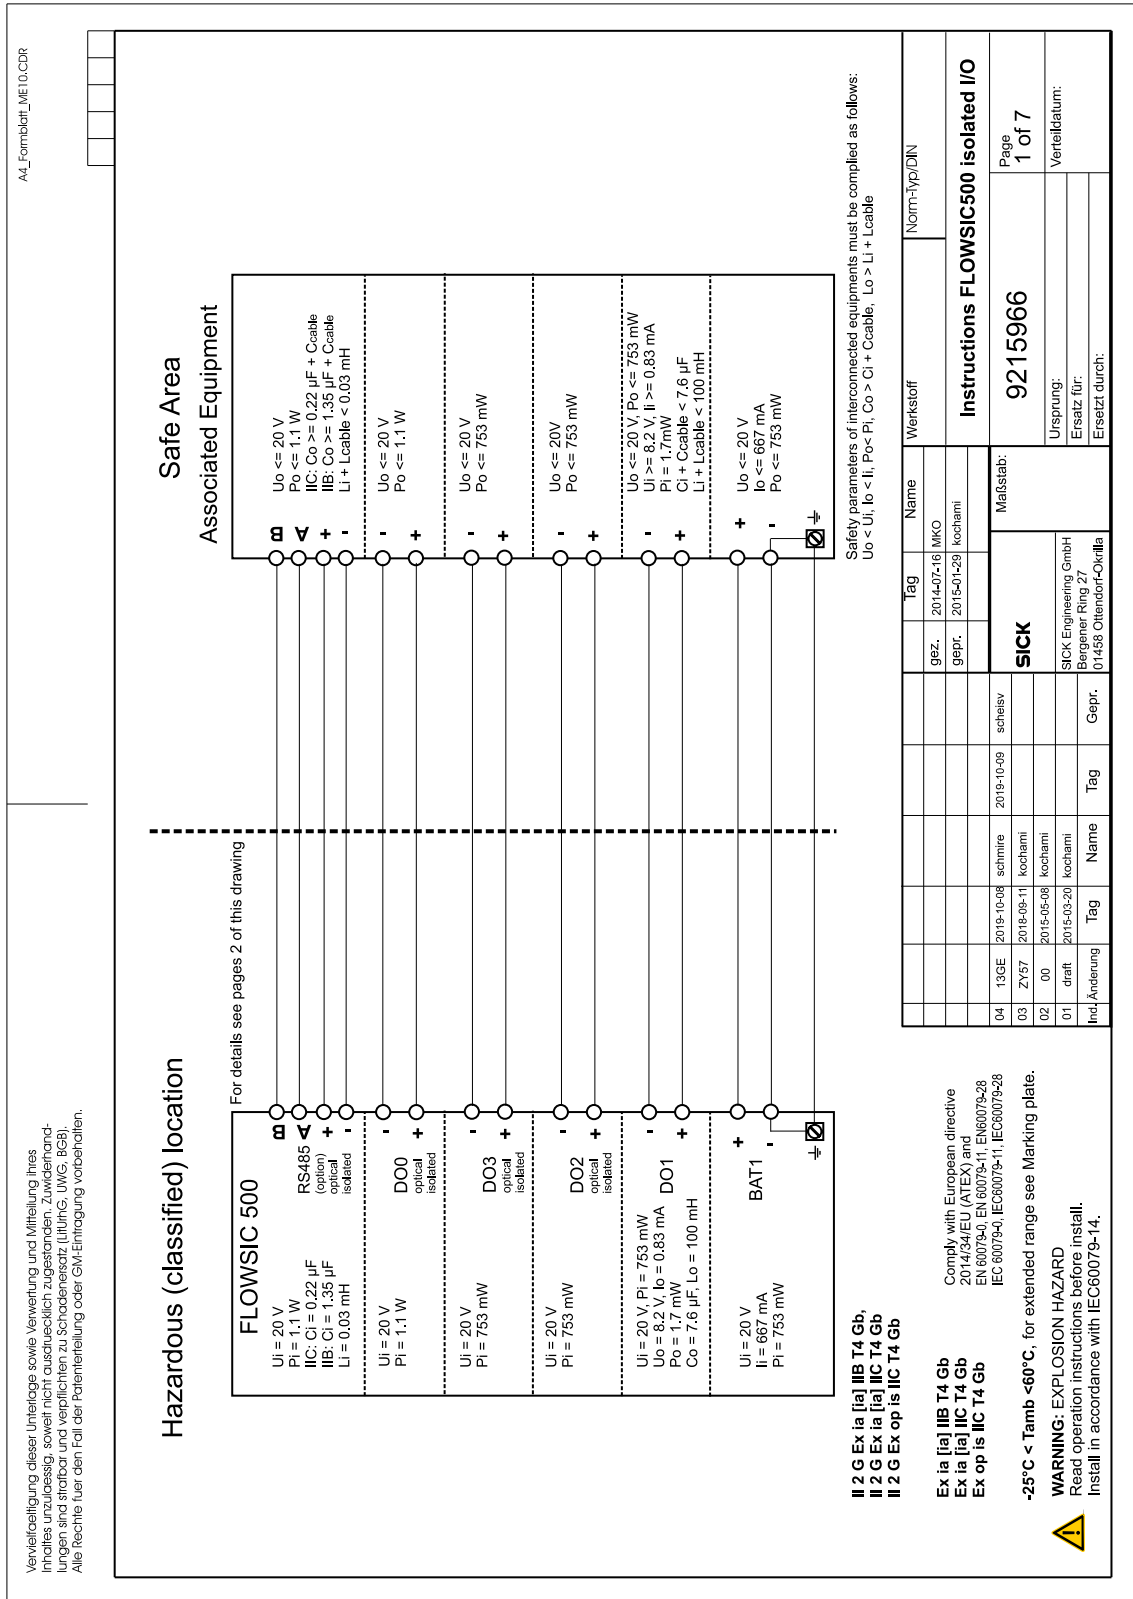 Vervielfaeltigung dieser Unterlage sowie Verwertung und Mitteilung ihres
Inhaltes unzulaessig, soweit nicht ausdruecklich zugestanden. Zuwiderhand-
lungen sind strafbar und verpflichten zu Schadenersatz (LitUrhG, UWG, BGB).
Alle Rechte fuer den Fall der Patenterteilung oder GM-Eintragung vorbehalten.
A4_Formblatt_ME10.CDR
Hazardous (classified) location
Safe Area
Associated Equipment
For details see pages 2 of this drawing
FLOWSIC 500
Ui = 20 V
Pi = 1.1 W
IIC: Ci = 0.22 µF
IIB: Ci = 1.35 µF
Li = 0.03 mH
RS485
(option)
optical
isolated
B
A
+
-
B
A
+
-
Uo <= 20 V
Po <= 1.1 W
IIC: Co >= 0.22 µF + Ccable
IIB: Co >= 1.35 µF + Ccable
Li + Lcable < 0.03 mH
Ui = 20 V
Pi = 1.1 W
DO0
optical
isolated
-
+
-
+
Uo <= 20 V
Po <= 1.1 W
Ui = 20 V
Pi = 753 mW
DO3
optical
isolated
-
+
-
+
Uo <= 20 V
Po <= 753 mW
Ui = 20 V
Pi = 753 mW
DO2
optical
isolated
-
+
-
+
Uo <= 20V
Po <= 753 mW
Ui = 20 V, Pi = 753 mW
Uo = 8.2 V, Io = 0.83 mA
Po = 1.7 mW
Co = 7.6 µF, Lo = 100 mH
DO1
-
+
-
+
Uo <= 20 V, Po <= 753 mW
Ui >= 8.2 V, Ii >= 0.83 mA
Pi = 1.7mW
Ci + Ccable < 7.6 µF
Li + Lcable < 100 mH
Ui = 20 V
Ii = 667 mA
Pi = 753 mW
BAT1
+
-
+
-
Uo <= 20 V
Io <= 667 mA
Po <= 753 mW
Safety parameters of interconnected equipments must be complied as follows:
Uo < Ui, Io < Ii, Po< Pi, Co > Ci + Ccable, Lo > Li + Lcable
II 2 G Ex ia [ia] IIB T4 Gb,
II 2 G Ex ia [ia] IIC T4 Gb
II 2 G Ex op is IIC T4 Gb
Ex ia [ia] IIB T4 Gb
Ex ia [ia] IIC T4 Gb
Ex op is IIC T4 Gb
Comply with European directive
2014/34/EU (ATEX) and
EN 60079-0, EN 60079-11, EN60079-28
IEC 60079-0, IEC60079-11, IEC60079-28
-25°C < Tamb <60°C, for extended range see Marking plate.
WARNING: EXPLOSION HAZARD
Read operation instructions before install.
Install in accordance with IEC60079-14.
04 13GE 2019-10-08 schmire 2019-10-09 scheisv
03 ZY57 2018-09-11 kochami
02 00 2015-05-08 kochami
01 draft 2015-03-20 kochami
Ind. Änderung Tag Name Tag Gepr.
Tag Name
gez. 2014-07-16 MKO
gepr. 2015-01-29 kochami
SICK
SICK Engineering GmbH
Bergener Ring 27
01458 Ottendorf-Okrilla
Maßstab:
Werkstoff
Norm-Typ/DIN
Instructions FLOWSIC500 isolated I/O
9215966
Page
1 of 7
Ursprung:
Ersatz für:
Ersetzt durch:
Verteildatum: